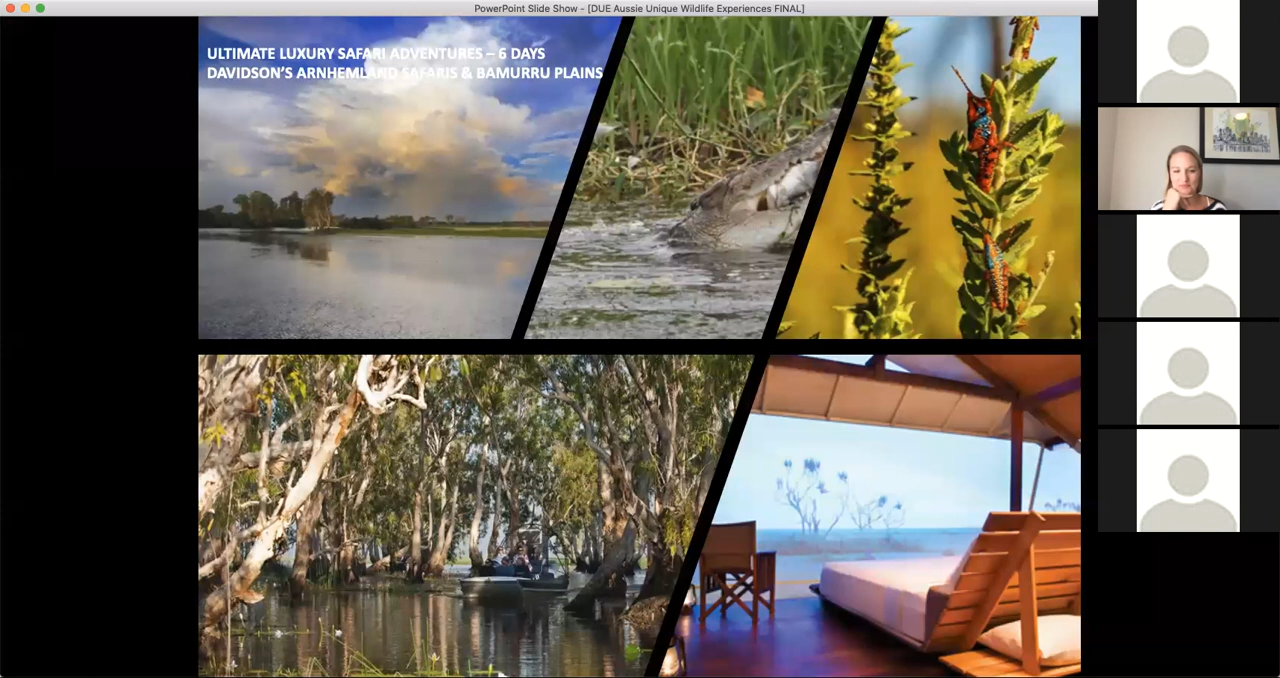 PowerPoint Slide Show - [DUE Aussie Unique Wildlife Experiences FINAL]
ULTIMATE LUXURY SAFARI ADVENTURES – 6 DAYS
DAVIDSON'S ARNHEMLAND SAFARIS & BAMURRU PLAINS